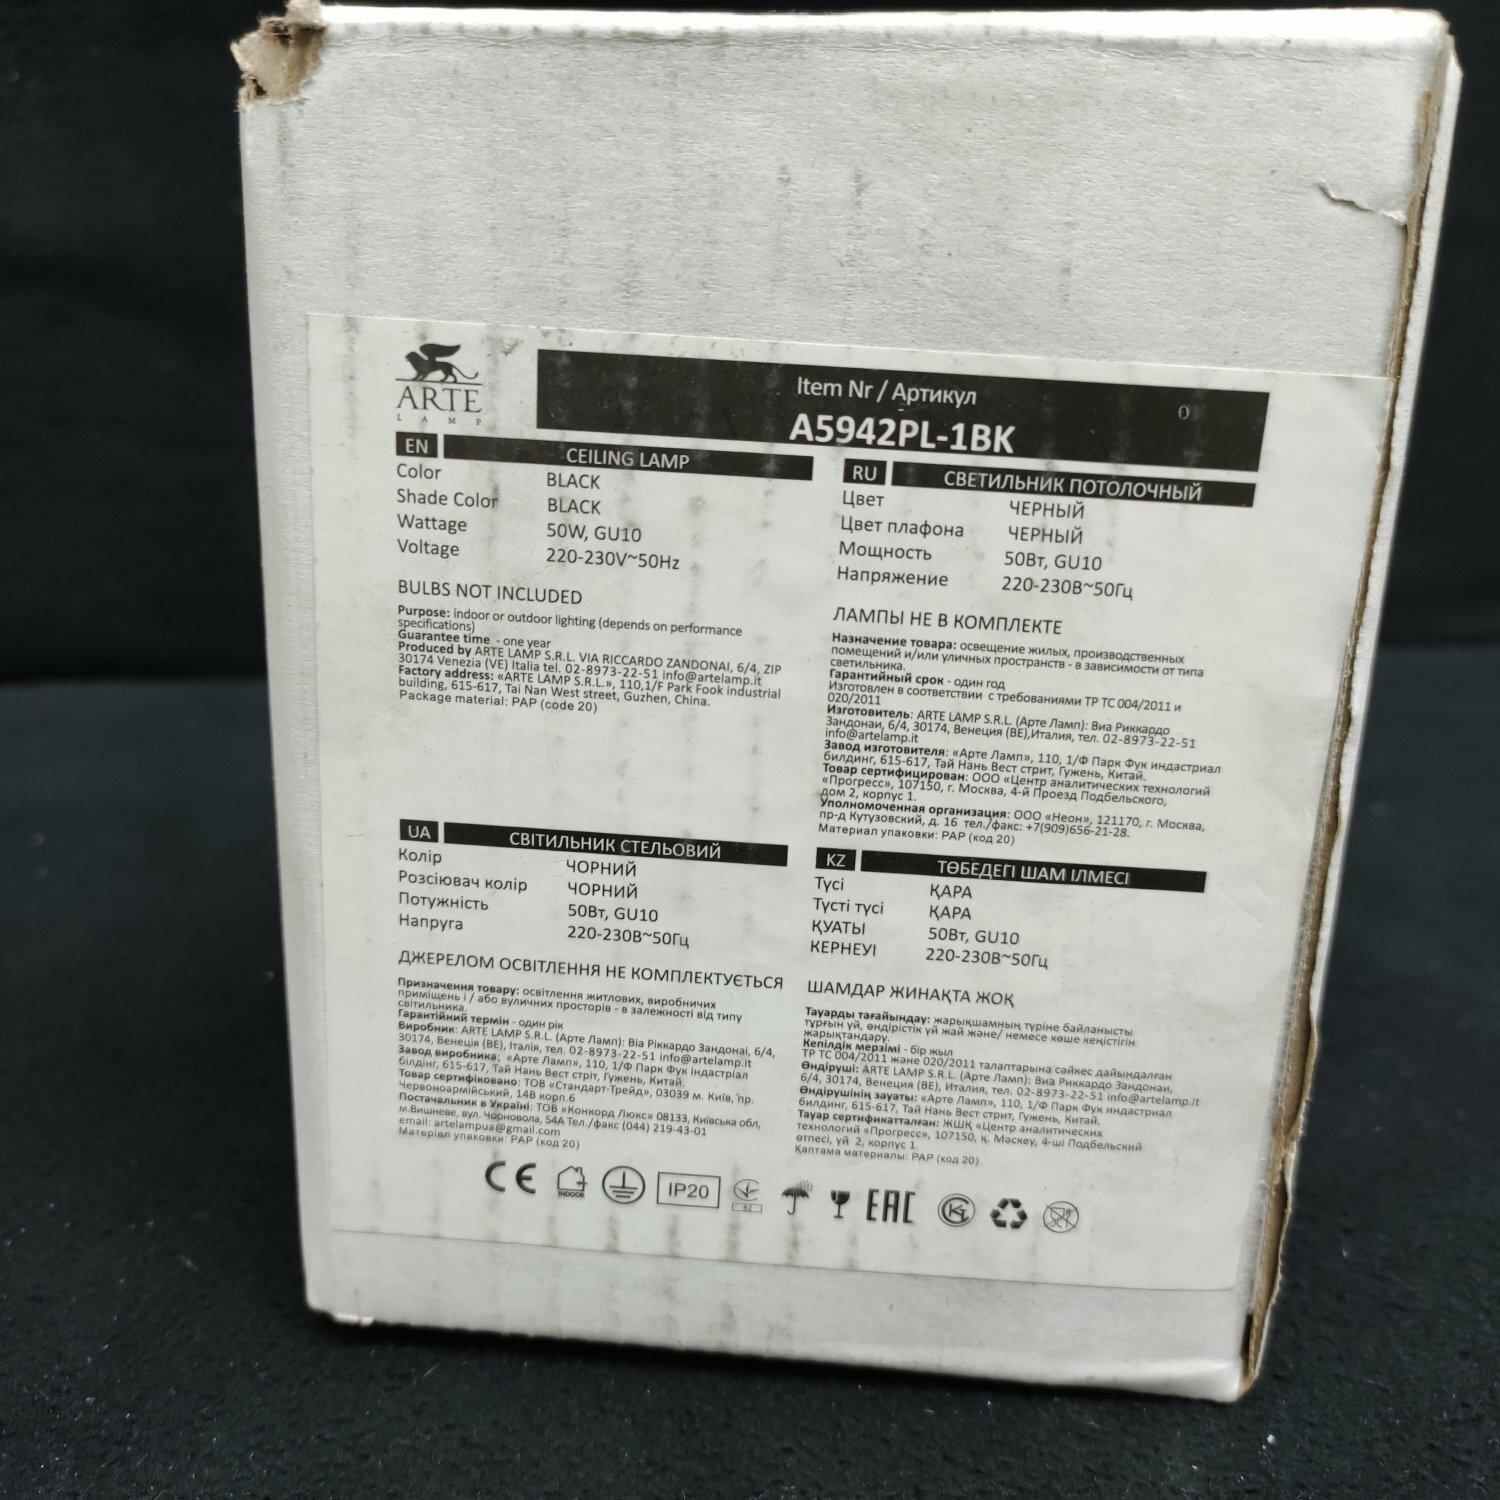 ARTE
LAMP
Item Nr / Артикул
0
A5942PL-1BK
EN CEILING LAMP
Color BLACK
Shade Color BLACK
Wattage 50W, GU10
Voltage 220-230V~50Hz
BULBS NOT INCLUDED
Purpose: indoor or outdoor lighting (depends on performance
specifications)
Guarantee time - one year
Produced by ARTE LAMP S.R.L. VIA RICCARDO ZANDONAI, 6/4, ZIP
30174 Venezia (VE) Italia tel. 02-8973-22-51 info@artelamp.it
Factory address: «ARTE LAMP S.R.L.», 110,1/F Park Fook industrial
building, 615-617, Tai Nan West street, Guzhen, China.
Package material: PAP (code 20)
RU СВЕТИЛЬНИК ПОТОЛОЧНЫЙ
Цвет ЧЕРНЫЙ
Цвет плафона ЧЕРНЫЙ
Мощность 50Вт, GU10
Напряжение 220-230В~50Гц
ЛАМПЫ НЕ В КОМПЛЕКТЕ
Назначение товара: освещение жилых, производственных
помещений и/или уличных пространств - в зависимости от типа
светильника.
Гарантийный срок - один год
Изготовлен в соответствии с требованиями ТР ТС 004/2011 и
020/2011
Изготовитель: ARTE LAMP S.R.L. (Арте Ламп): Виа Риккардо
Зандонаи, 6/4, 30174, Венеция (ВЕ),Италия, тел. 02-8973-22-51
info@artelamp.it
Завод изготовителя: «Арте Ламп», 110, 1/Ф Парк Фук индастриал
билдинг, 615-617, Тай Нань Вест стрит, Гужень, Китай.
Товар сертифицирован: ООО «Центр аналитических технологий
«Прогресс», 107150, г. Москва, 4-й Проезд Подбельского,
дом 2, корпус 1.
Уполномоченная организация: ООО «Неон», 121170, г. Москва,
пр-д Кутузовский, д. 16 тел./факс: +7(909)656-21-28.
Материал упаковки: PAP (код 20)
UA СВІТИЛЬНИК СТЕЛЬОВИЙ
Колір ЧОРНИЙ
Розсіювач колір ЧОРНИЙ
Потужність 50Вт, GU10
Напруга 220-230В~50Гц
ДЖЕРЕЛОМ ОСВІТЛЕННЯ НЕ КОМПЛЕКТУЄТЬСЯ
Призначення товару: освітлення житлових, виробничих
приміщень і / або вуличних просторів - в залежності від типу
світильника.
Гарантійний термін - один рік
Виробник: ARTE LAMP S.R.L. (Арте Ламп): Віа Ріккардо Зандонаі, 6/4,
30174, Венеція (ВЕ), Італія, тел. 02-8973-22-51 info@artelamp.it
Завод виробника: «Арте Ламп», 110, 1/Ф Парк Фук індастріал
білдінг, 615-617, Тай Нань Вест стріт, Гужень, Китай.
Товар сертифіковано: ТОВ «Стандарт-Трейд», 03039 м. Київ, пр.
Червоноармійський, 14В корп.6
Постачальник в Україні: ТОВ «Конкорд Люкс» 08133, Київська обл,
м.Вишневе, вул. Чорновола, 54А Тел./факс (044) 219-43-01
email: artelampua@gmail.com
Матеріял упаковки: PAP (код 20)
KZ ТӨБЕДЕГІ ШАМ ІЛМЕСІ
Түсі ҚАРА
Түсті түсі ҚАРА
ҚУАТЫ 50Вт, GU10
КЕРНЕУІ 220-230В~50Гц
ШАМДАР ЖИНАҚТА ЖОҚ
Тауарды тағайындау: жарықшамның түріне байланысты
тұрғын үй, өндірістік үй жай және/ немесе көше кеңістігін
жарықтандару.
Кепілдік мерзімі - бір жыл
ТР ТС 004/2011 және 020/2011 талаптарына сәйкес дайындалған
Өндіруші: ARTE LAMP S.R.L. (Арте Ламп): Виа Риккардо Зандонаи,
6/4, 30174, Венеция (ВЕ), Италия, тел. 02-8973-22-51 info@artelamp.it
Өндірушінің зауаты: «Арте Ламп», 110, 1/Ф Парк Фук индастриал
билдинг, 615-617, Тай Нань Вест стрит, Гужень, Китай.
Тауар сертификатталған: ЖШҚ «Центр аналитических
технологий «Прогресс», 107150, қ. Маскеу, 4-ші Подбельский
өтпесі, үй 2, корпус 1.
Қаптама материалы: PAP (код 20)
CE INDOOR IP20 EAC